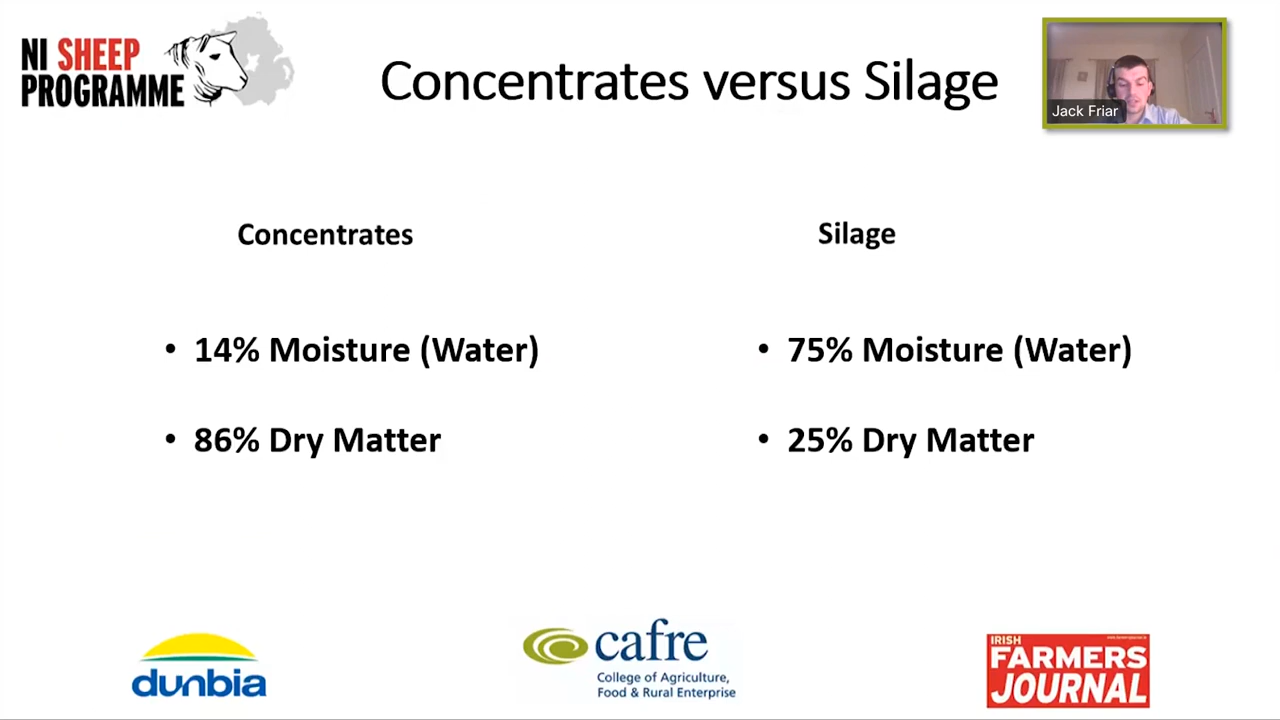 NI SHEEP
PROGRAMME
Concentrates versus Silage
Jack Friar
Concentrates
• 14% Moisture (Water)
• 86% Dry Matter
Silage
• 75% Moisture (Water)
• 25% Dry Matter
dunbia
cafre
College of Agriculture,
Food & Rural Enterprise
IRISH
FARMERS
JOURNAL